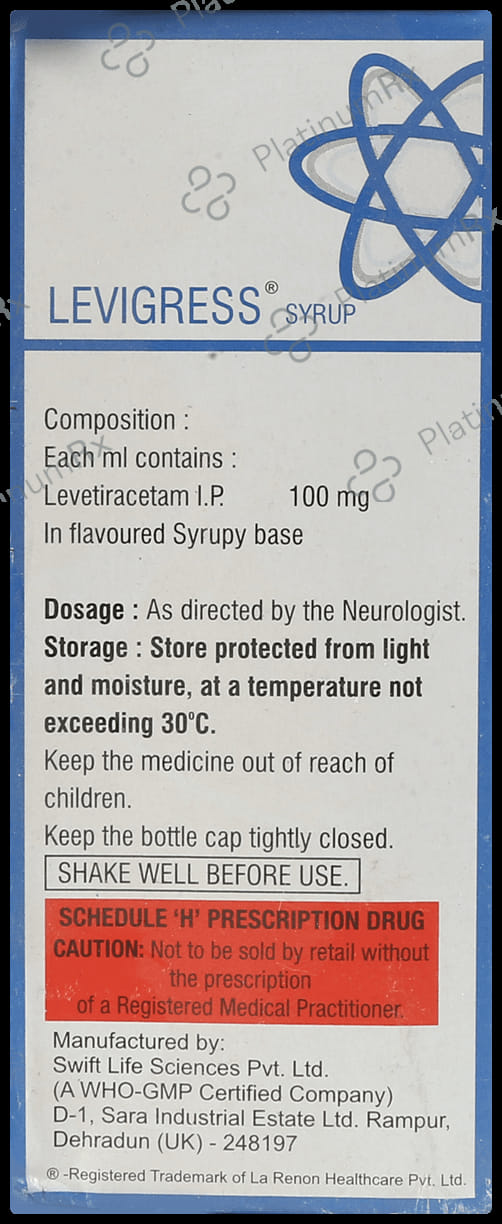 PlatinumRx
PlatinumRx
LEVIGRESS® SYRUP
PlatinumRx
Composition :
Each ml contains :
Levetiracetam I.P. 100 mg
In flavoured Syrupy base
Dosage : As directed by the Neurologist.
Storage : Store protected from light
and moisture, at a temperature not
exceeding 30°C.
Keep the medicine out of reach of
children.
Keep the bottle cap tightly closed.
SHAKE WELL BEFORE USE.
SCHEDULE 'H' PRESCRIPTION DRUG
CAUTION: Not to be sold by retail without
the prescription
of a Registered Medical Practitioner.
Manufactured by:
Swift Life Sciences Pvt. Ltd.
(A WHO-GMP Certified Company)
D-1, Sara Industrial Estate Ltd. Rampur,
Dehradun (UK) - 248197
® -Registered Trademark of La Renon Healthcare Pvt. Ltd.